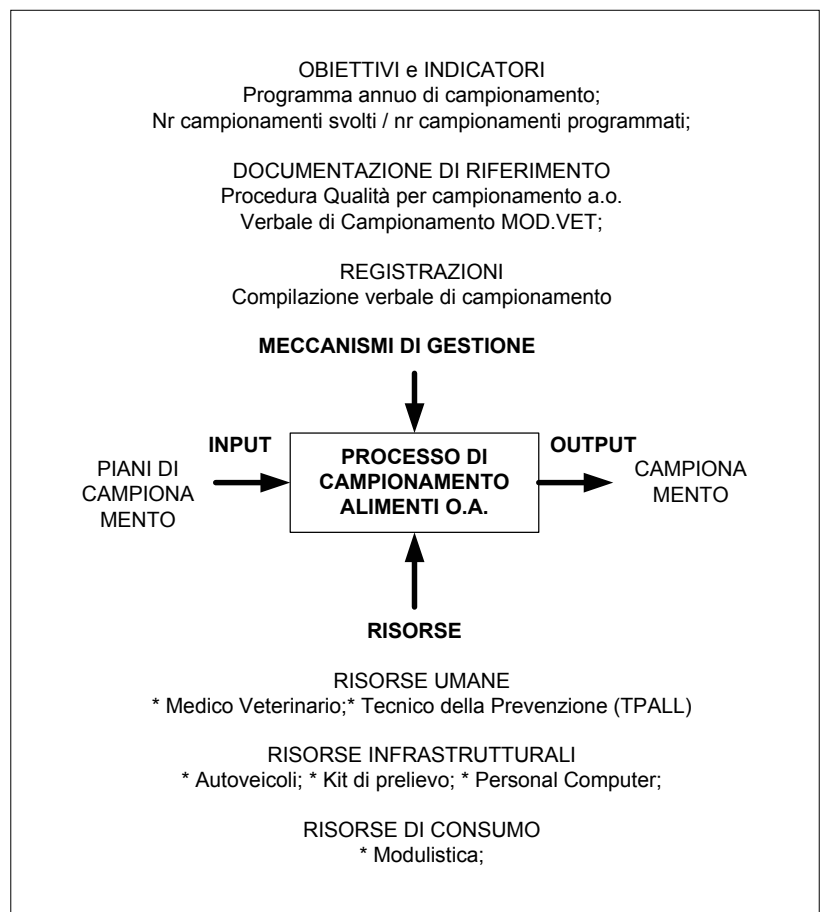 OBIETTIVI e INDICATORI
Programma annuo di campionamento;
Nr campionamenti svolti / nr campionamenti programmati;
DOCUMENTAZIONE DI RIFERIMENTO
Procedura Qualità per campionamento a.o.
Verbale di Campionamento MOD.VET;
REGISTRAZIONI
Compilazione verbale di campionamento
MECCANISMI DI GESTIONE
INPUT
PIANI DI
CAMPIONA
MENTO
PROCESSO DI
CAMPIONAMENTO
ALIMENTI O.A.
OUTPUT
CAMPIONA
MENTO
RISORSE
RISORSE UMANE
* Medico Veterinario;* Tecnico della Prevenzione (TPALL)
RISORSE INFRASTRUTTURALI
* Autoveicoli; * Kit di prelievo; * Personal Computer;
RISORSE DI CONSUMO
* Modulistica;